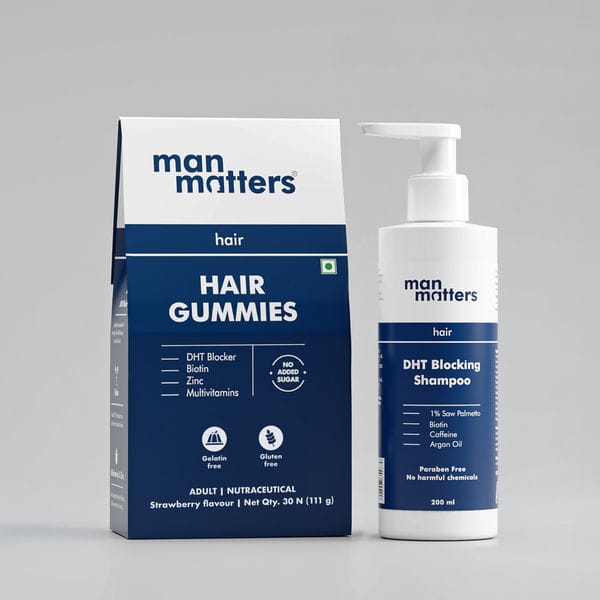 man
matters®
hair
HAIR
GUMMIES
DHT Blocker
Biotin
Zinc
Multivitamins
NO
ADDED
SUGAR
Gelatin
free
Gluten
free
ADULT | NUTRACEUTICAL
Strawberry flavour | Net Qty. 30 N (111 g)
man
matters®
hair
DHT Blocking
Shampoo
1% Saw Palmetto
Biotin
Caffeine
Argan Oil
Paraben Free
No harmful chemicals
200 ml